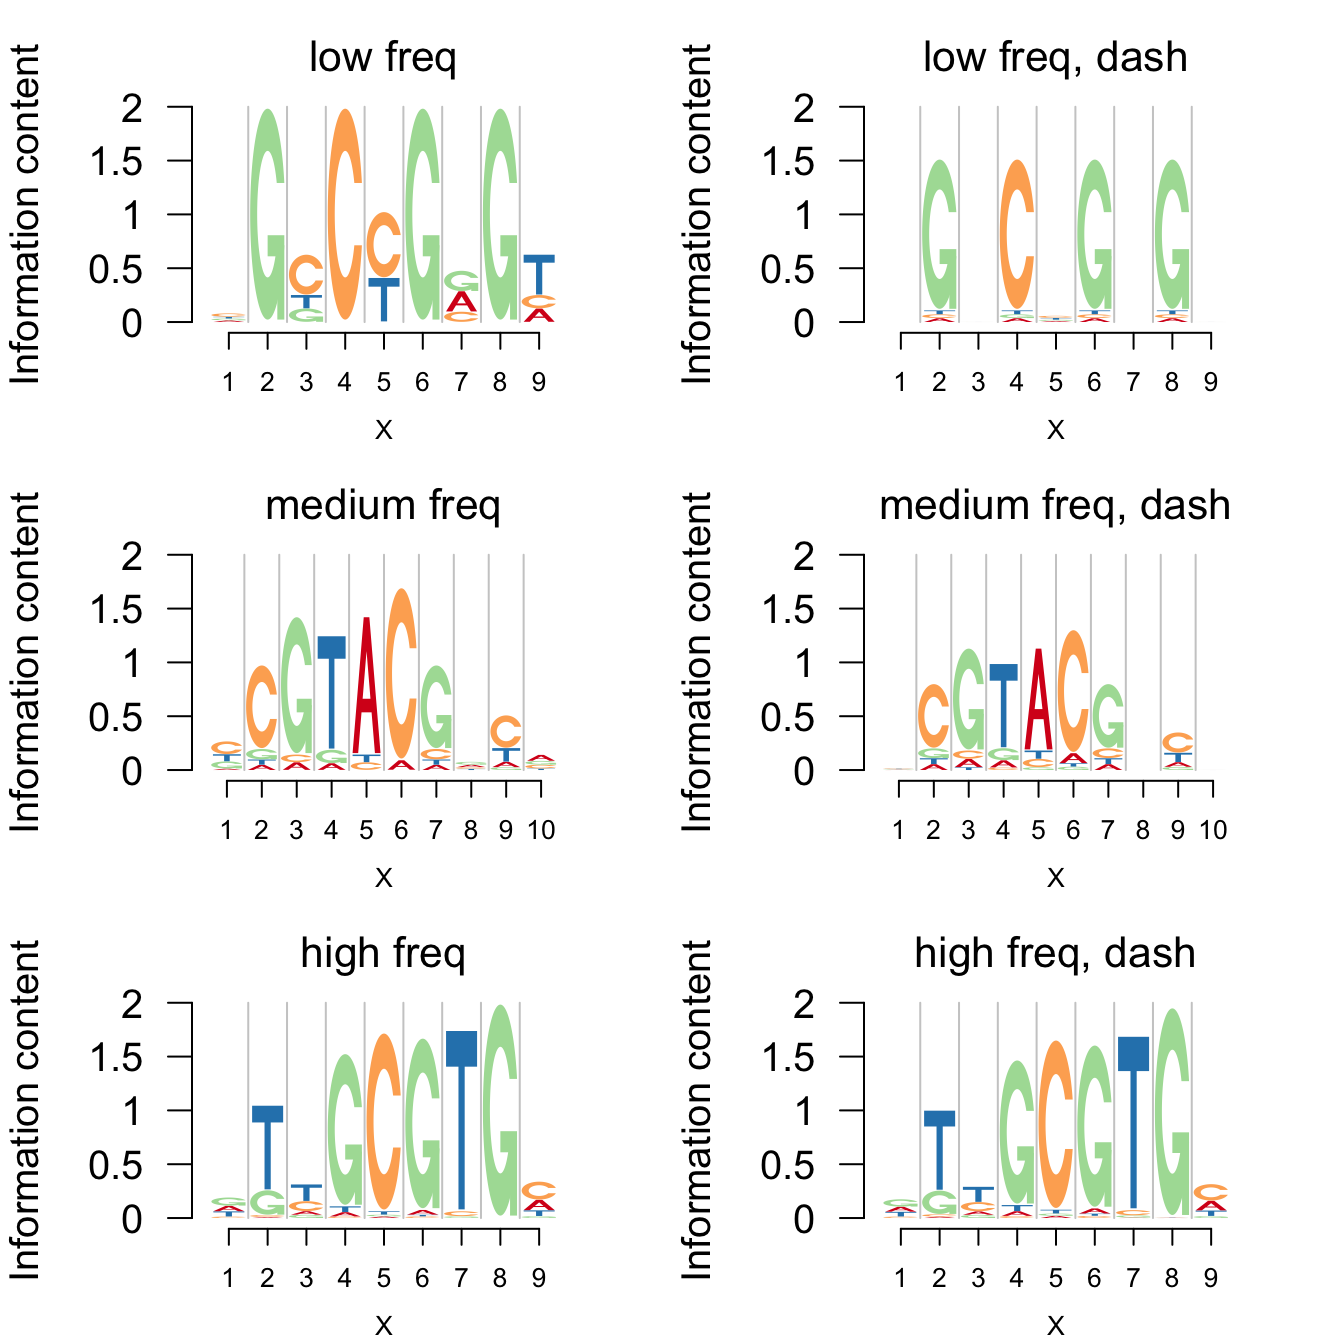 low freq
Information content
2
1.5
1
0.5
0
G C T G C C T G G A C G T C A
1 2 3 4 5 6 7 8 9
X
low freq, dash
Information content
2
1.5
1
0.5
0
G C G G
1 2 3 4 5 6 7 8 9
X
medium freq
Information content
2
1.5
1
0.5
0
C G T A C G C
1 2 3 4 5 6 7 8 9 10
X
medium freq, dash
Information content
2
1.5
1
0.5
0
C G T A C G C
1 2 3 4 5 6 7 8 9 10
X
high freq
Information content
2
1.5
1
0.5
0
T G T G C G T G C
1 2 3 4 5 6 7 8 9
X
high freq, dash
Information content
2
1.5
1
0.5
0
T G T G C G T G C
1 2 3 4 5 6 7 8 9
X